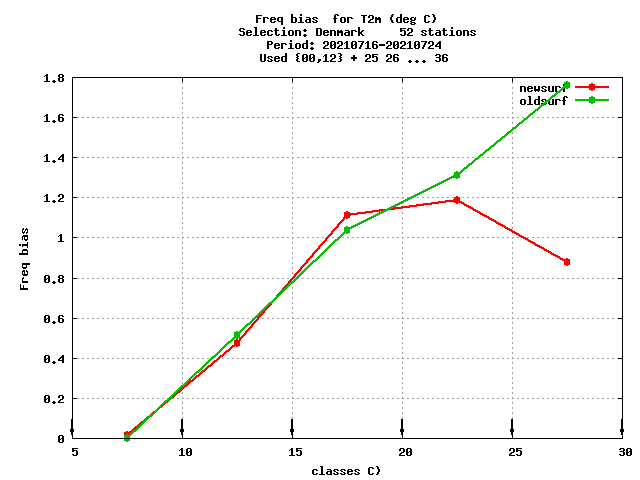 Freq bias  for T2m (deg C)
Selection: Denmark     52 stations
Period: 20210716-20210724
Used {00,12} + 25 26 ... 36
newsurf
oldsurf
1.8
1.6
1.4
1.2
1
0.8
0.6
0.4
0.2
0
Freq bias
5 10 15 20 25 30
classes C)